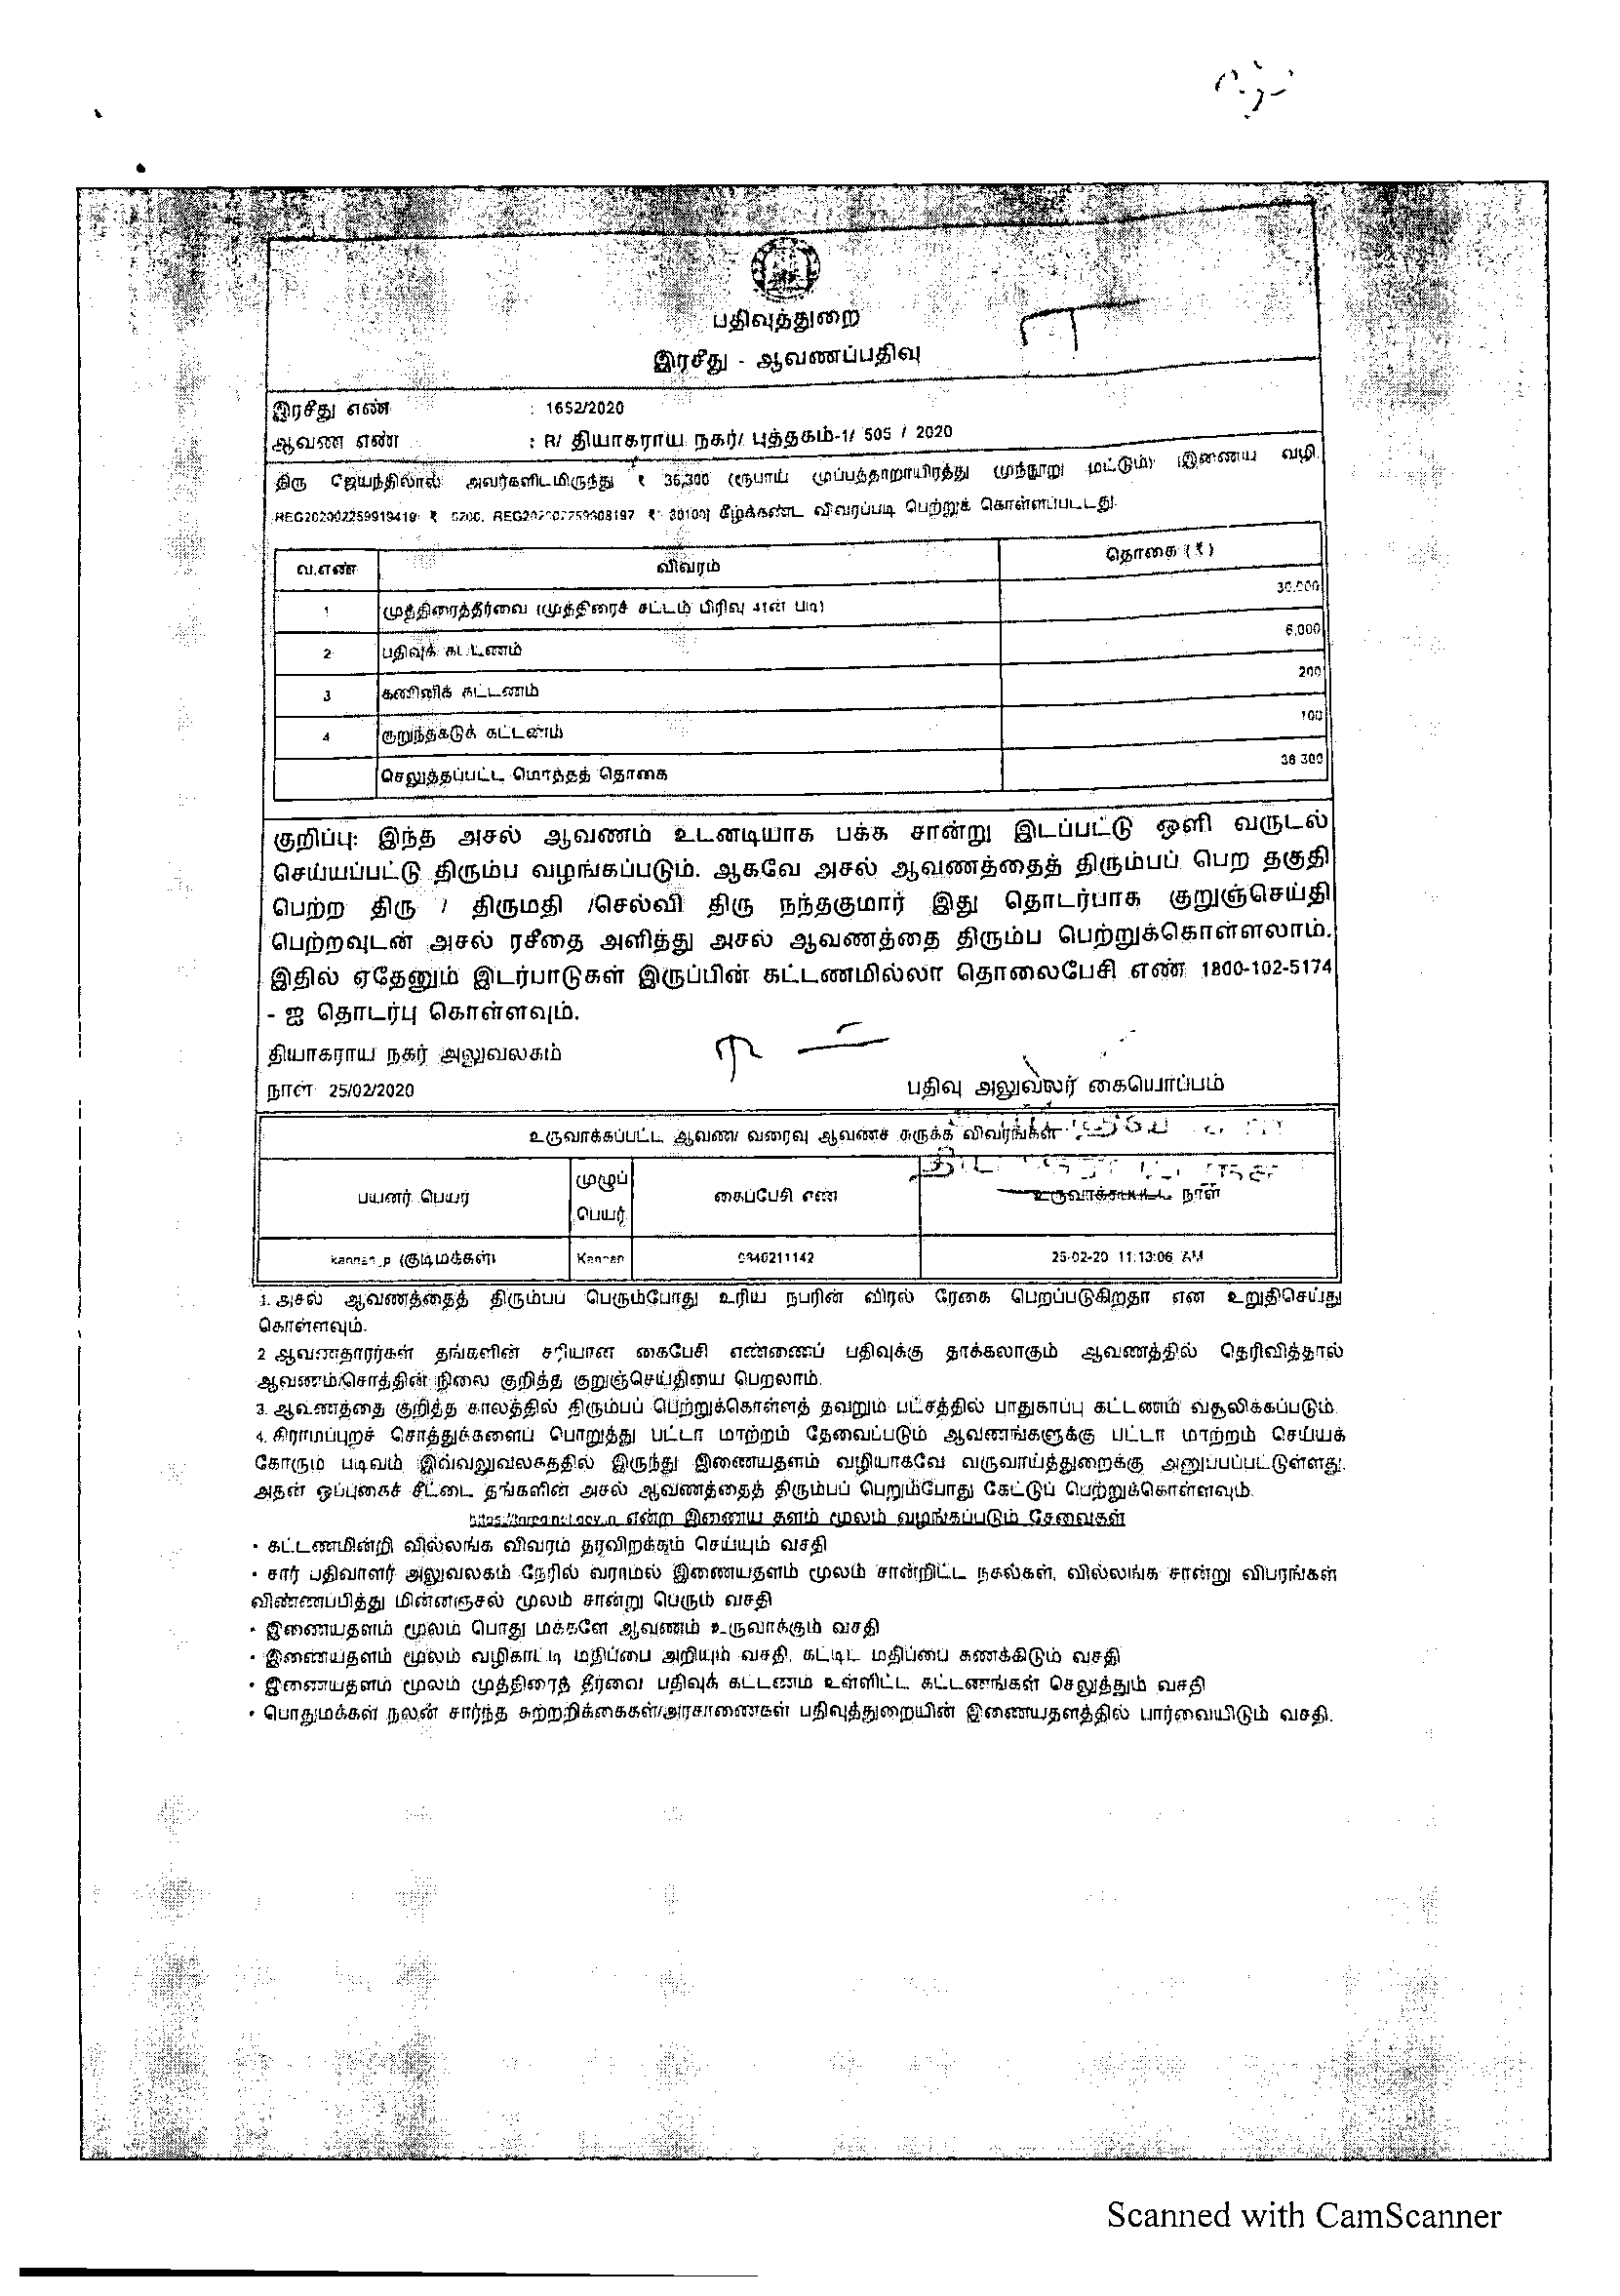 பதிவுத்துறை
இரசீது - ஆவணப்பதிவு
இரசீது எண் : 1652/2020
ஆவண எண் : R/ தியாகராய நகர்/ புத்தகம்-1/ 505 / 2020
திரு ஜெயந்திலால் அவர்களிடமிருந்து ₹ 36,300 (ரூபாய் முப்பத்தாறாயிரத்து முந்நூறு மட்டும்) (இணைய வழி
கீழ்க்கண்ட விவரப்படி பெற்றுக் கொள்ளப்பட்டது.
வ.எண் விவரம் தொகை (₹)
1 முத்திரைத்தீர்வை (முத்திரைச் சட்டம் பிரிவு 41ன் படி) 30,000
2 பதிவுக் கட்டணம் 6,000
3 கணினிக் கட்டணம் 200
4 குறுந்தகடுக் கட்டணம் 100
செலுத்தப்பட்ட மொத்தத் தொகை 36,300
குறிப்பு: இந்த அசல் ஆவணம் உடனடியாக பக்க சான்று இடப்பட்டு ஒளி வருடல்
செய்யப்பட்டு திரும்ப வழங்கப்படும். ஆகவே அசல் ஆவணத்தைத் திரும்பப் பெற தகுதி
பெற்ற திரு / திருமதி /செல்வி திரு நந்தகுமார் இது தொடர்பாக குறுஞ்செய்தி
பெற்றவுடன் அசல் ரசீதை அளித்து அசல் ஆவணத்தை திரும்ப பெற்றுக்கொள்ளலாம்.
இதில் ஏதேனும் இடர்பாடுகள் இருப்பின் கட்டணமில்லா தொலைபேசி எண் 1800-102-5174
- ஐ தொடர்பு கொள்ளவும்.
தியாகராய நகர் அலுவலகம்
நாள் 25/02/2020 பதிவு அலுவலர் கையொப்பம்
உருவாக்கப்பட்ட ஆவண/ வரைவு ஆவணச் சுருக்க விவரங்கள்
பயனர் பெயர் முழுப் பெயர் கைப்பேசி எண் உருவாக்கப்பட்ட நாள்
kannan_p (குடிமக்கள்) Kannan 25-02-20 11:13:06 AM
1. அசல் ஆவணத்தைத் திரும்பப் பெரும்போது உரிய நபரின் விரல் ரேகை பெறப்படுகிறதா என உறுதிசெய்து
கொள்ளவும்.
2 ஆவணதாரர்கள் தங்களின் சரியான கைபேசி எண்ணைப் பதிவுக்கு தாக்கலாகும் ஆவணத்தில் தெரிவித்தால்
ஆவணம்/சொத்தின் நிலை குறித்த குறுஞ்செய்தியை பெறலாம்.
3. ஆவணத்தை குறித்த காலத்தில் திரும்பப் பெற்றுக்கொள்ளத் தவறும் பட்சத்தில் பாதுகாப்பு கட்டணம் வசூலிக்கப்படும்.
4. கிராமப்புறச் சொத்துக்களைப் பொறுத்து பட்டா மாற்றம் தேவைப்படும் ஆவணங்களுக்கு பட்டா மாற்றம் செய்யக்
கோரும் படிவம் இவ்வலுவலகத்தில் இருந்து இணையதளம் வழியாகவே வருவாய்த்துறைக்கு அனுப்பப்பட்டுள்ளது.
அதன் ஒப்புகைச் சீட்டை தங்களின் அசல் ஆவணத்தைத் திரும்பப் பெறும்போது கேட்டுப் பெற்றுக்கொள்ளவும்.
என்ற இணைய தளம் மூலம் வழங்கப்படும் சேவைகள்
• கட்டணமின்றி வில்லங்க விவரம் தரவிறக்கம் செய்யும் வசதி
• சார் பதிவாளர் அலுவலகம் நேரில் வராமல் இணையதளம் மூலம் சான்றிட்ட நகல்கள், வில்லங்க சான்று விபரங்கள்
விண்ணப்பித்து மின்னஞ்சல் மூலம் சான்று பெரும் வசதி
• இணையதளம் மூலம் பொது மக்களே ஆவணம் உருவாக்கும் வசதி
• இணையதளம் மூலம் வழிகாட்டி மதிப்பை அறியும் வசதி, கட்டிட மதிப்பை கணக்கிடும் வசதி
• இணையதளம் மூலம் முத்திரைத் தீர்வை/ பதிவுக் கட்டணம் உள்ளிட்ட கட்டணங்கள் செலுத்தும் வசதி
• பொதுமக்கள் நலன் சார்ந்த சுற்றறிக்கைகள்/அரசாணைகள் பதிவுத்துறையின் இணையதளத்தில் பார்வையிடும் வசதி.
Scanned with CamScanner